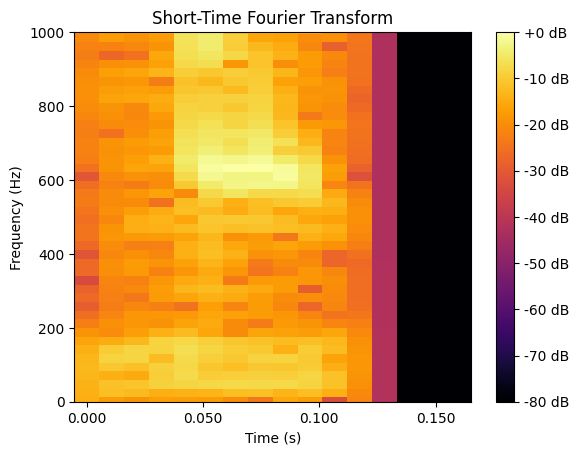 Short-Time Fourier Transform
1000
800
600
400
200
0
Frequency (Hz)
0.000
0.050
0.100
0.150
Time (s)
+0 dB
-10 dB
-20 dB
-30 dB
-40 dB
-50 dB
-60 dB
-70 dB
-80 dB